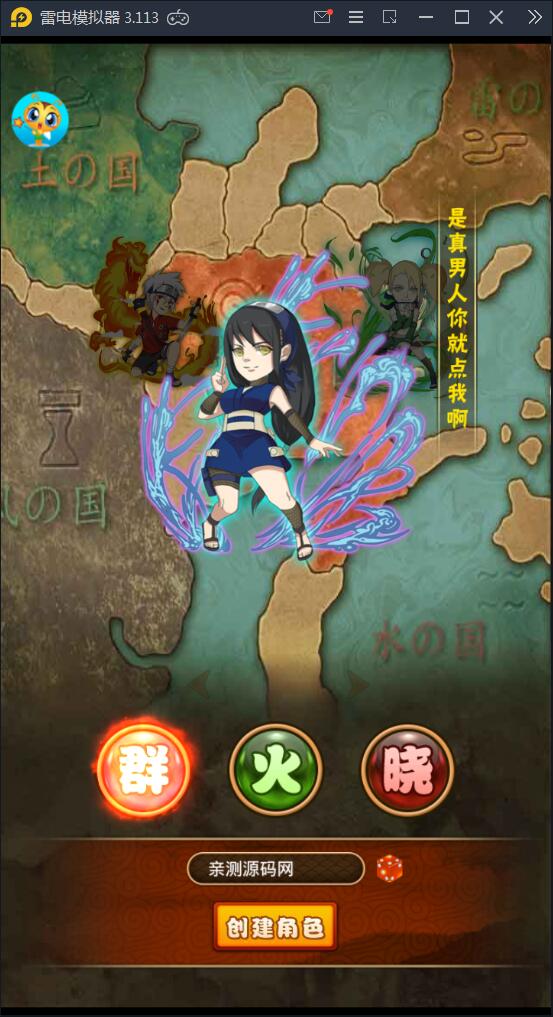 雷电模拟器 3.113
雷の
土の国
是真男人你就点我啊
風の国
水の国
群
火
晓
亲测源码网
创建角色